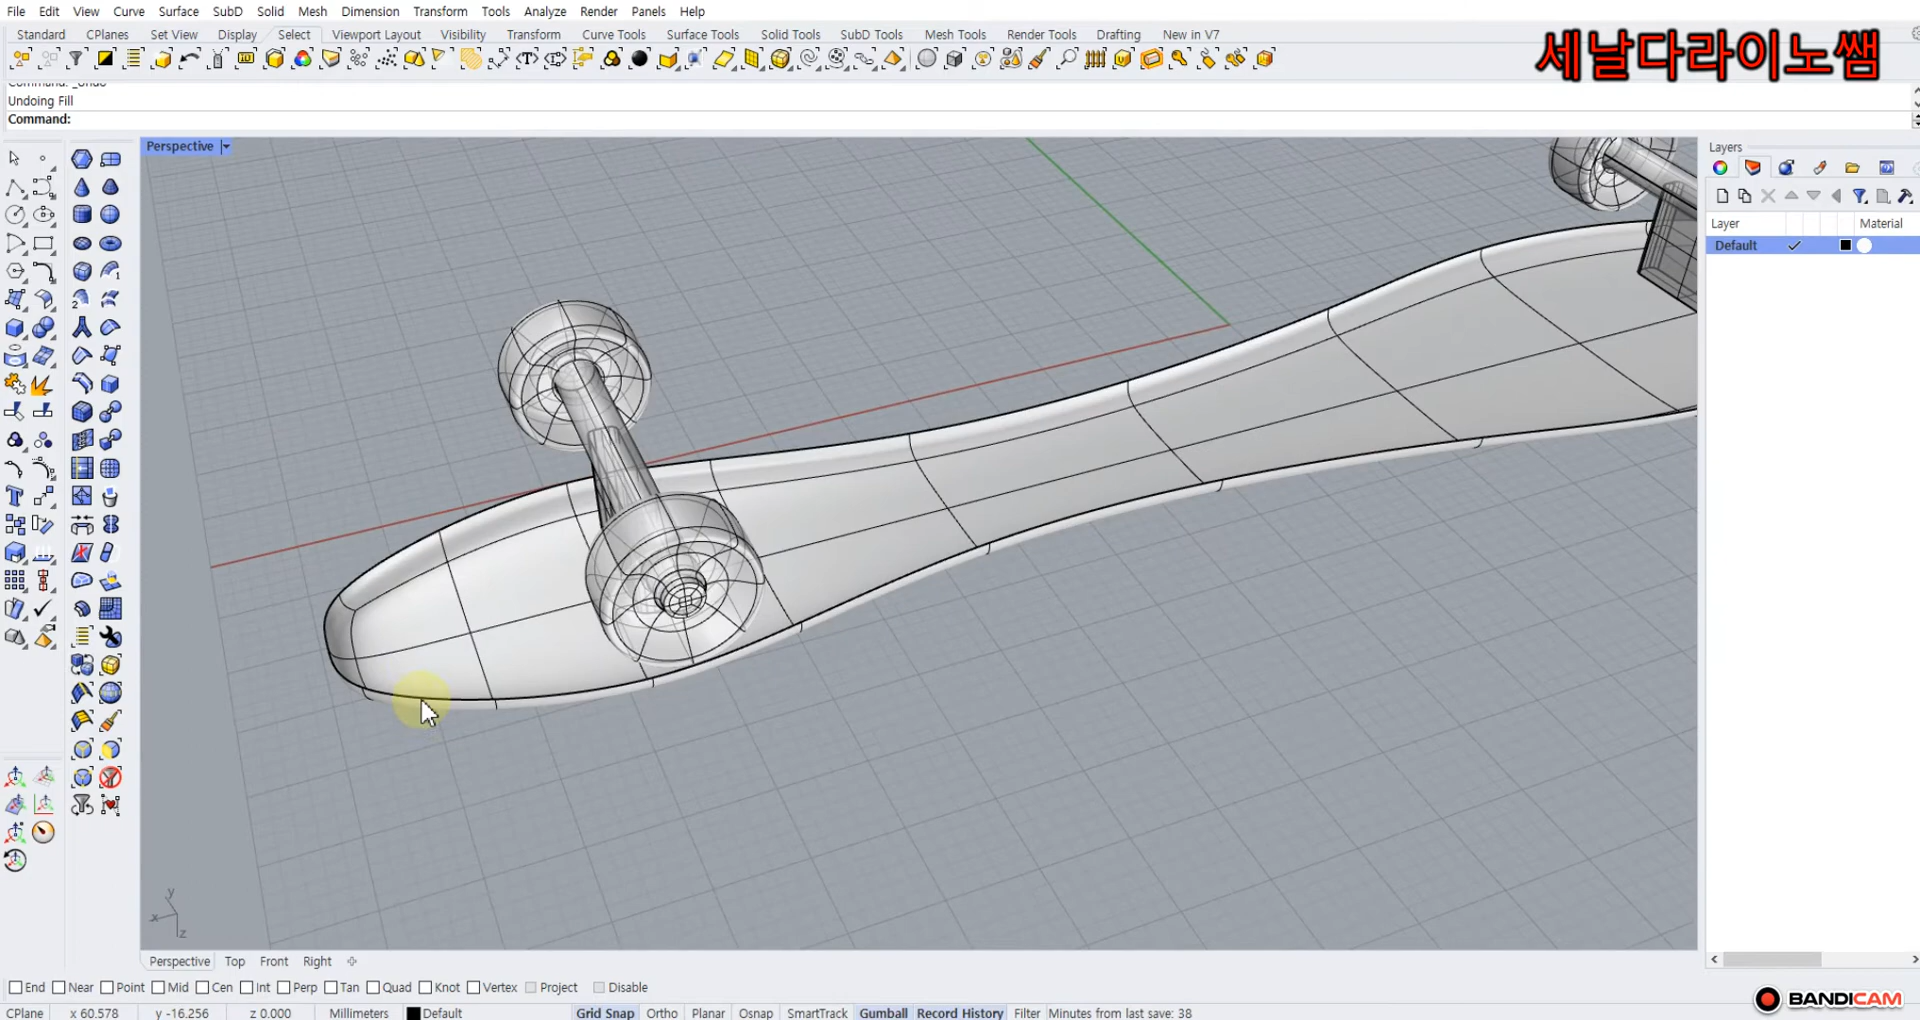 File Edit View Curve Surface SubD Solid Mesh Dimension Transform Tools Analyze Render Panels Help
Standard CPlanes Set View Display Select Viewport Layout Visibility Transform Curve Tools Surface Tools Solid Tools SubD Tools Mesh Tools Render Tools Drafting New in V7
세날다라이노쌤
Command: _Undo
Undoing Fill
Command:
Perspective
Layers
Layer Material
Default
y
x
z
Perspective Top Front Right
End Near Point Mid Cen Int Perp Tan Quad Knot Vertex Project Disable
BANDICAM
CPlane x 60.578 y -16.256 z 0.000 Millimeters Default Grid Snap Ortho Planar Osnap SmartTrack Gumball Record History Filter Minutes from last save: 38